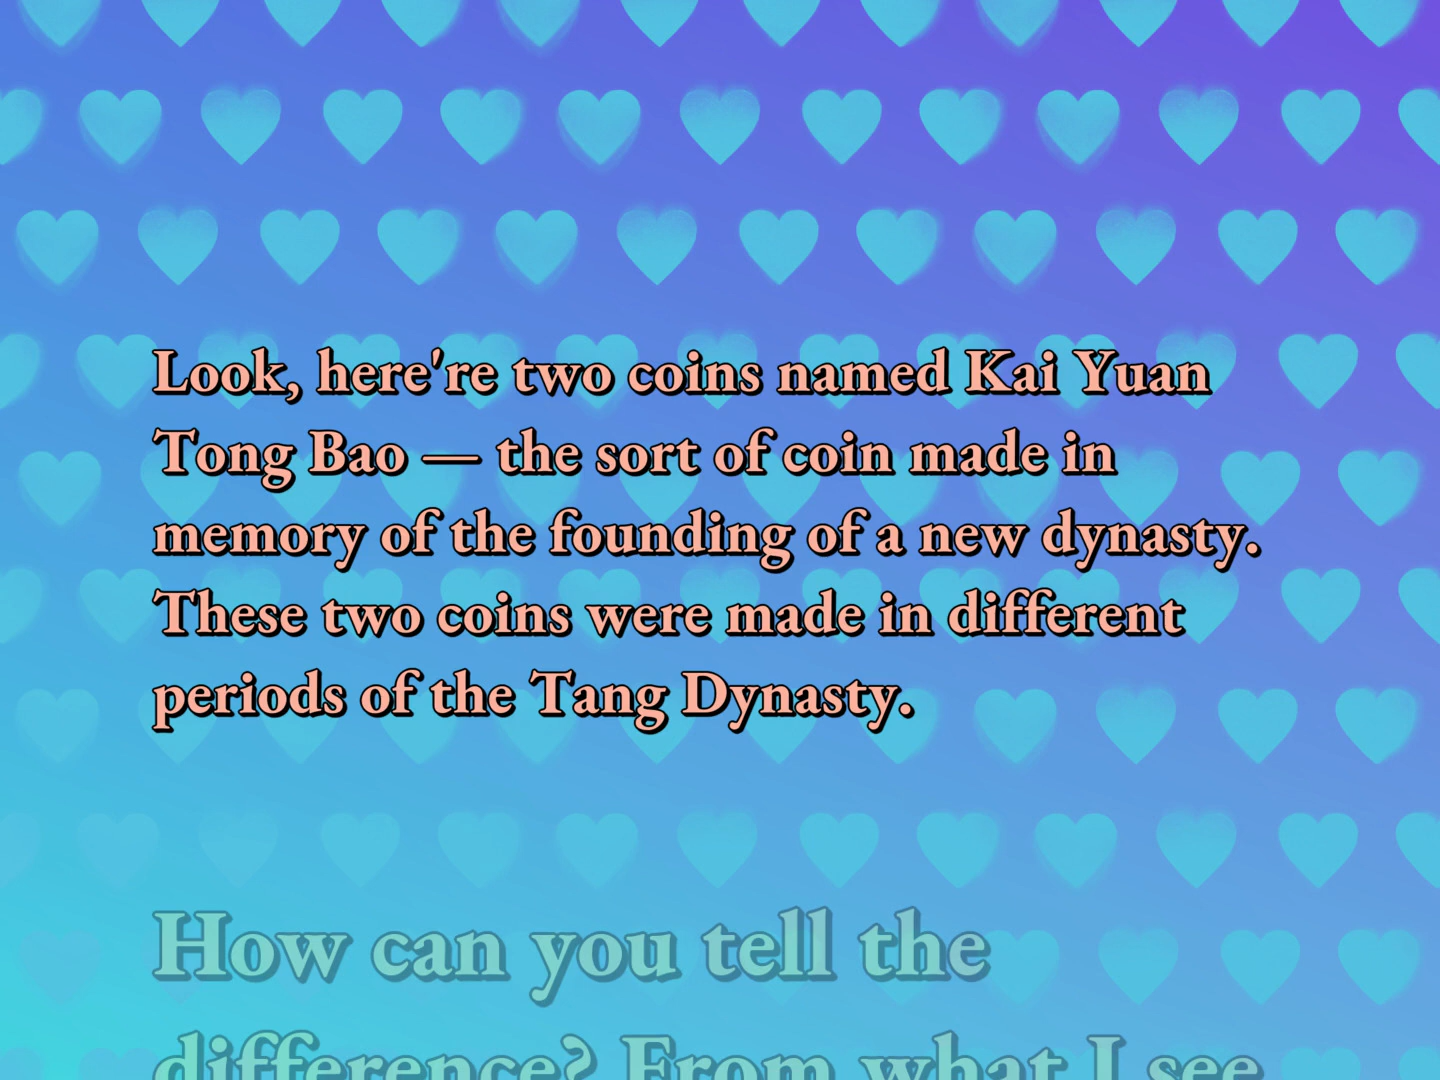 Look, here're two coins named Kai Yuan
Tong Bao — the sort of coin made in
memory of the founding of a new dynasty.
These two coins were made in different
periods of the Tang Dynasty.
How can you tell the
difference? From what I see